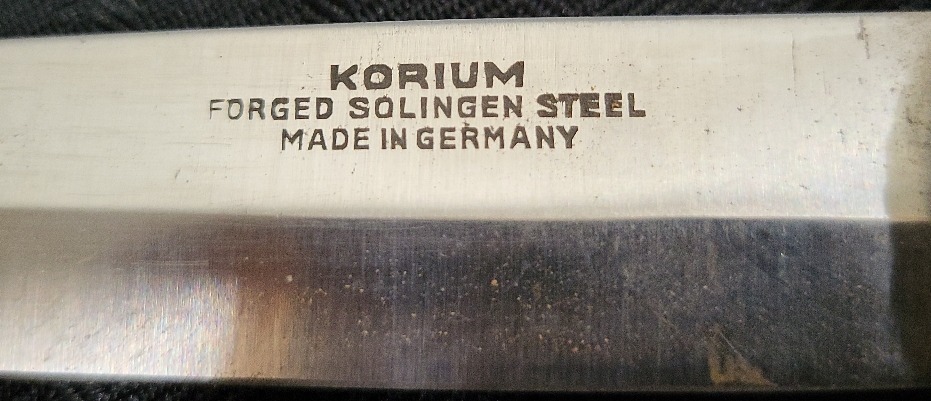 KORIUM
FORGED SOLINGEN STEEL
MADE IN GERMANY